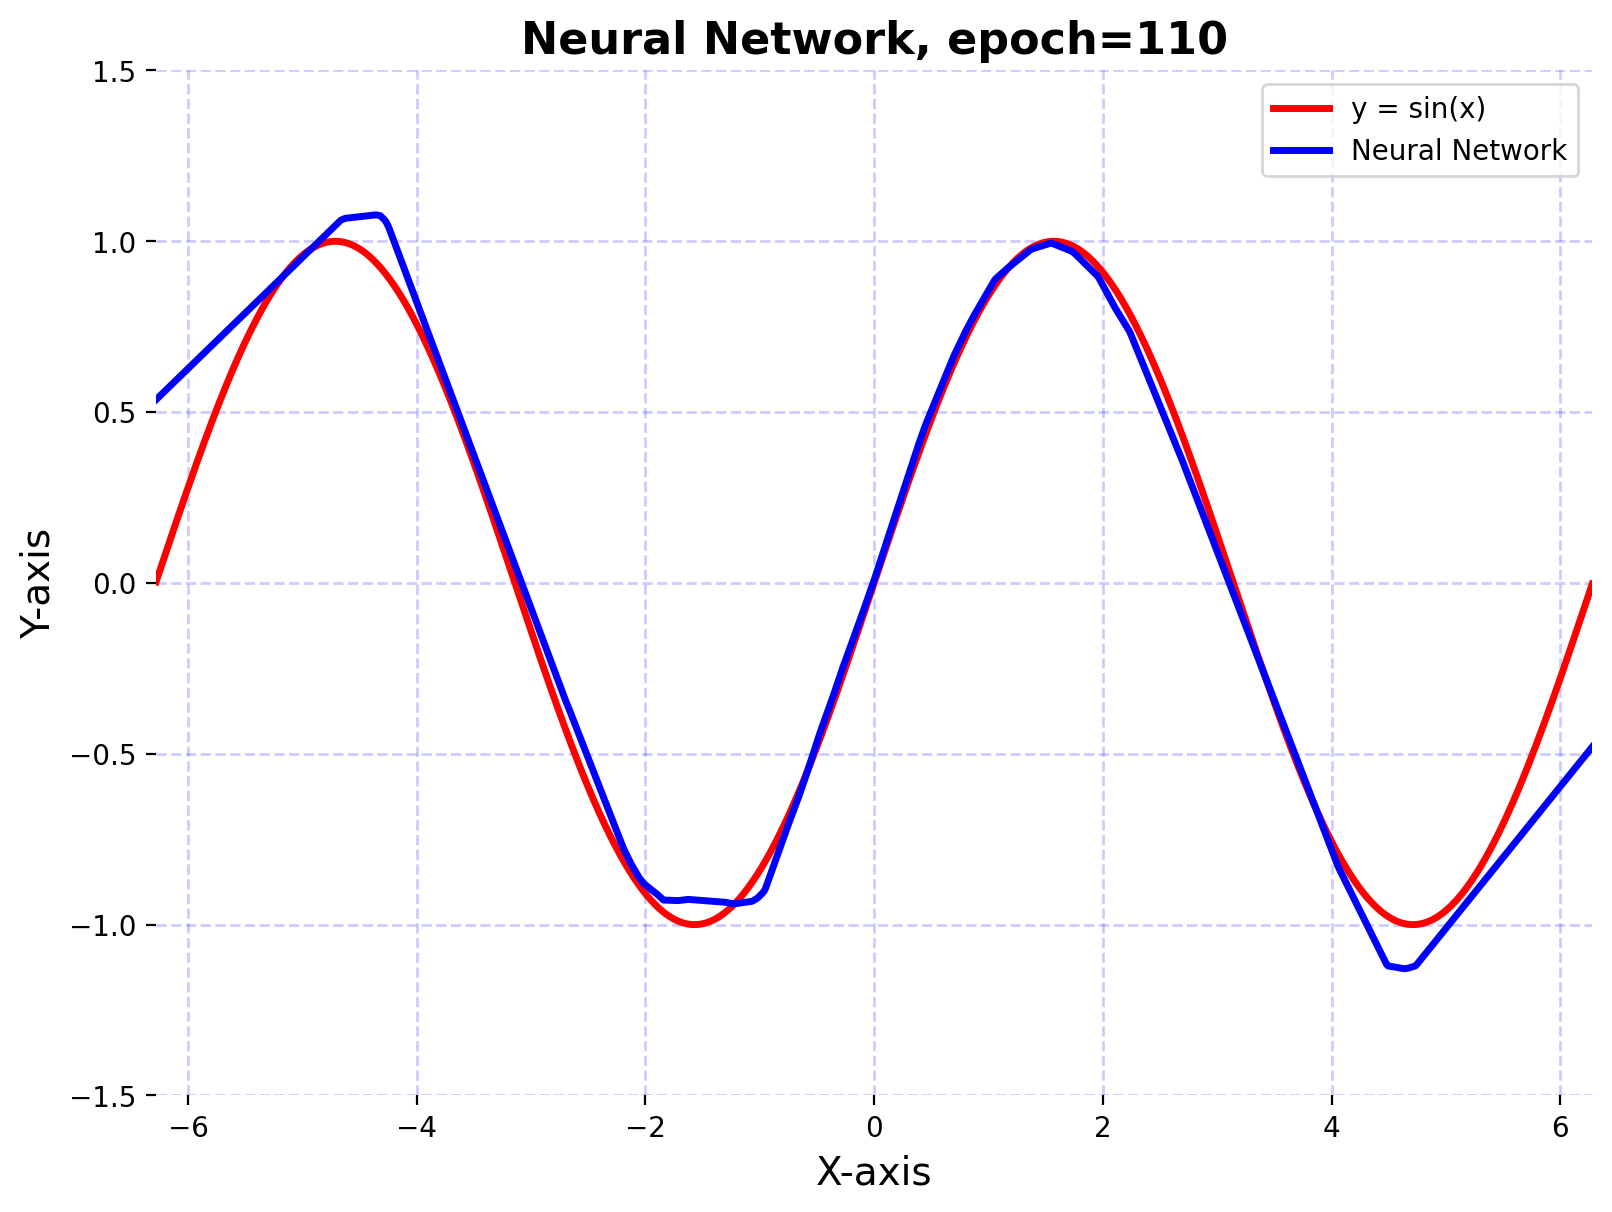 Neural Network, epoch=110
y = sin(x)
Neural Network
1.5
1.0
0.5
0.0
−0.5
−1.0
−1.5
Y-axis
−6 −4 −2 0 2 4 6
X-axis